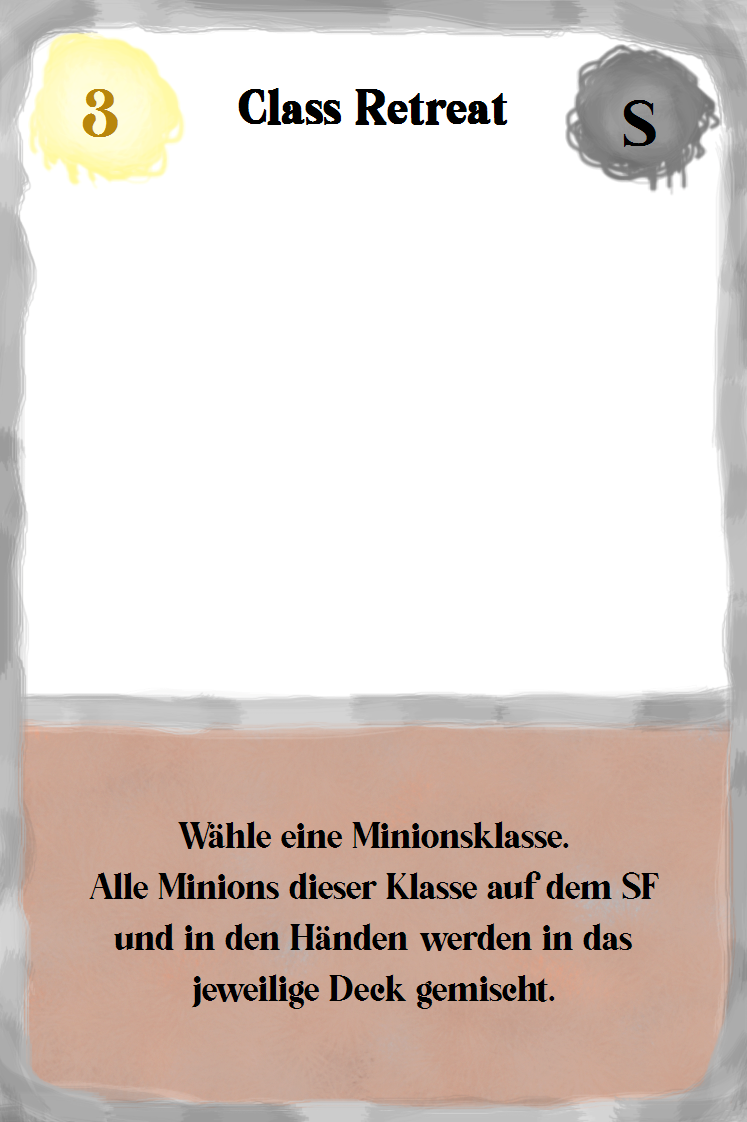 3
Class Retreat
S
Wähle eine Minionsklasse.
Alle Minions dieser Klasse auf dem SF
und in den Händen werden in das
jeweilige Deck gemischt.